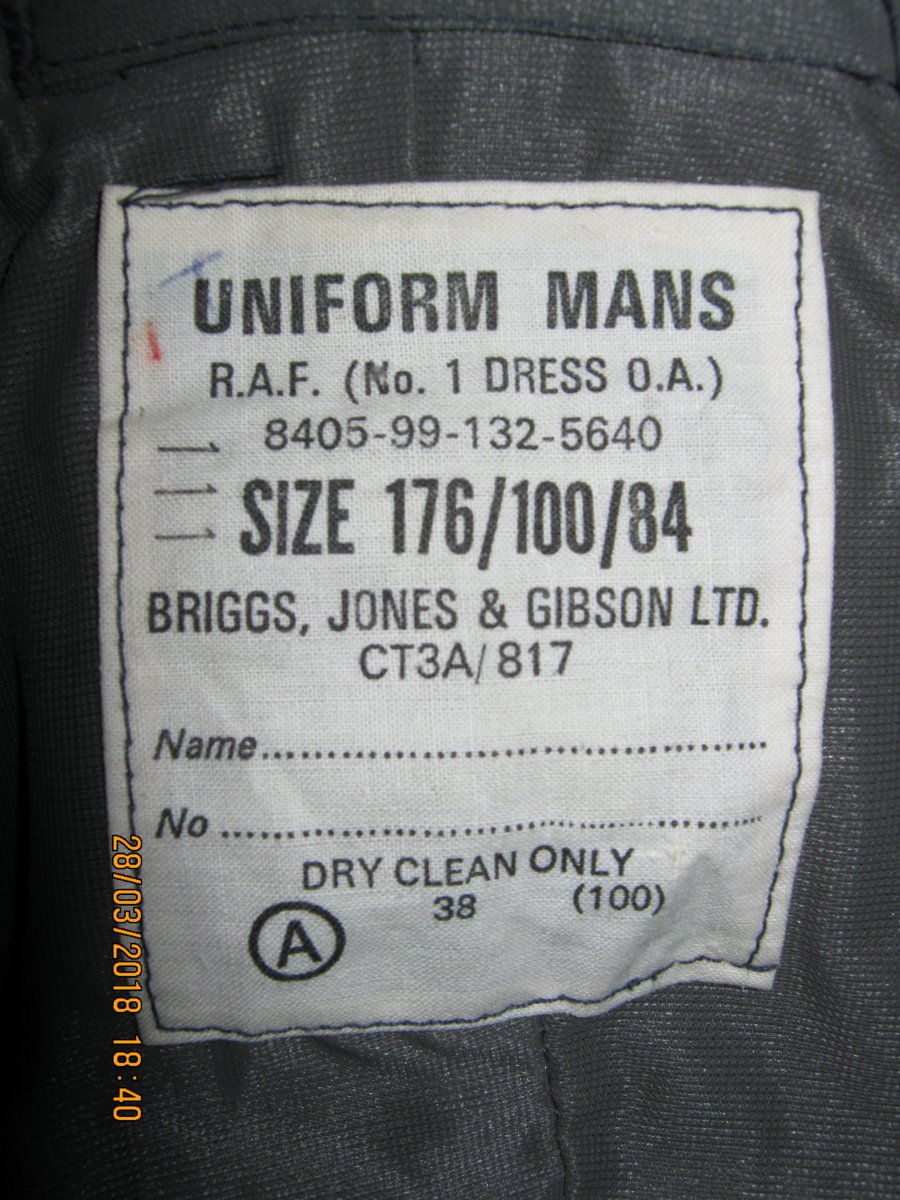 UNIFORM MANS
R.A.F. (No. 1 DRESS O.A.)
8405-99-132-5640
SIZE 176/100/84
BRIGGS, JONES & GIBSON LTD.
CT3A/817
Name..........................................
No ..........................................
DRY CLEAN ONLY
38 (100)
A
28/03/2018 18:40